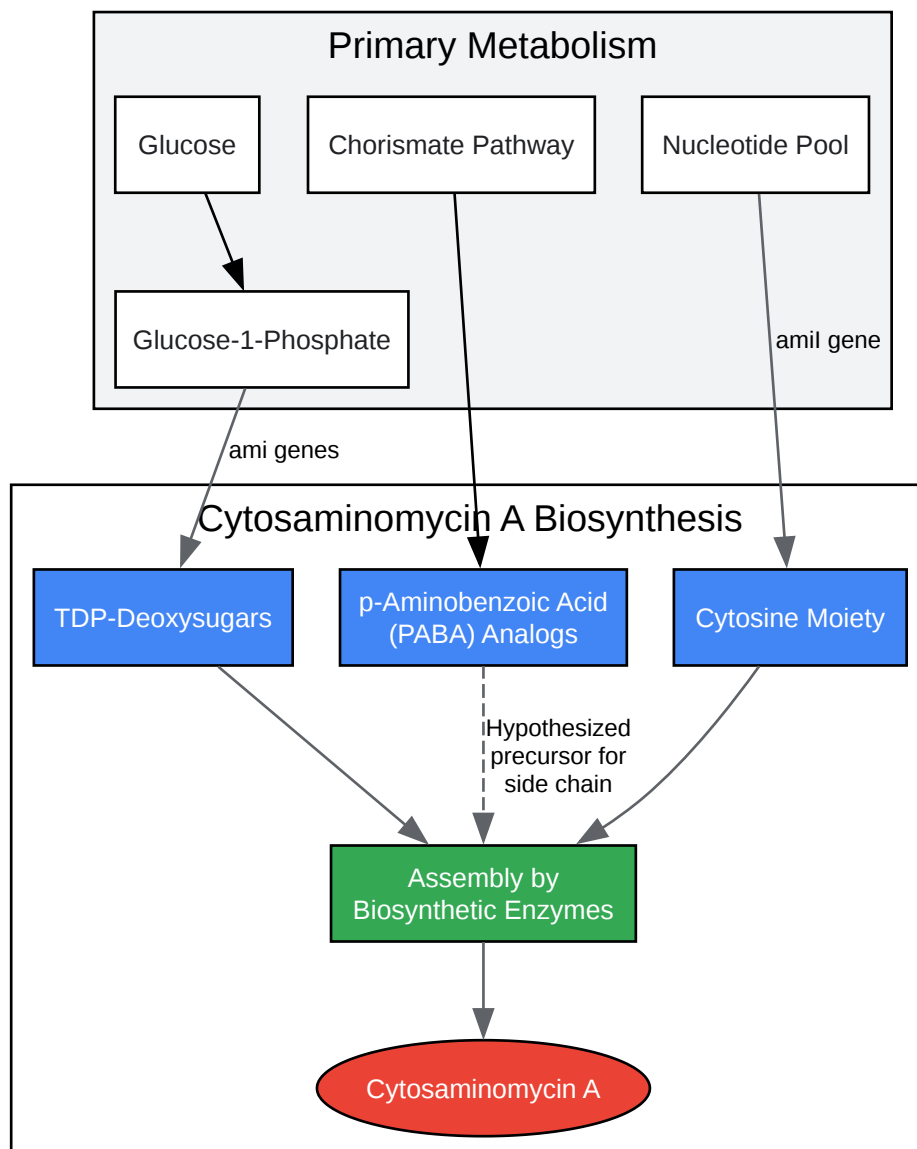 Primary Metabolism
Glucose
Chorismate Pathway
Nucleotide Pool
Glucose-1-Phosphate
amiI gene
ami genes
Cytosaminomycin A Biosynthesis
TDP-Deoxysugars
p-Aminobenzoic Acid
(PABA) Analogs
Cytosine Moiety
Hypothesized
precursor for
side chain
Assembly by
Biosynthetic Enzymes
Cytosaminomycin A